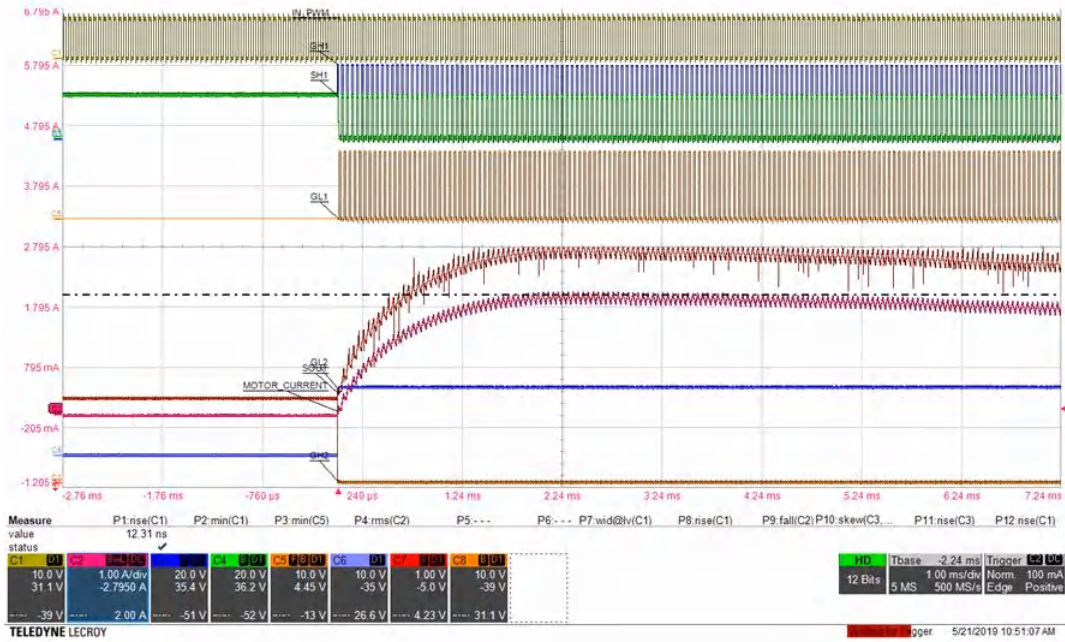 6.795 A
IN_PWM
C1
GH1
5.795 A
SH1
4.795 A
3.795 A
GL1
2.795 A
1.795 A
GL2
795 mA
MOTOR_CURRENT
-205 mA
GH2
-1.205
-2.76 ms -1.76 ms -760 µs 240 µs 1.24 ms 2.24 ms 3.24 ms 4.24 ms 5.24 ms 6.24 ms 7.24 ms
Measure P1:rise(C1) P2:min(C1) P3:min(C5) P4:rms(C2) P5:--- P6:--- P7:wid@lv(C1) P8:rise(C1) P9:fall(C2) P10:skew(C3,... P11:rise(C3) P12:rise(C1)
value 12.31 ns
status ✓
C1 D1 C2 C4 B D1 C5 F B D1 C6 D1 C8 B D1 HD Tbase -2.24 ms Trigger C2 DC
10.0 V 1.00 A/div 20.0 V 20.0 V 10.0 V 10.0 V 1.00 V 10.0 V 12 Bits 1.00 ms/div Norm. 100 mA
31.1 V -2.7950 A 35.4 V 36.2 V 4.45 V -35 V -5.0 V -39 V 5 MS 500 MS/s Edge Positive
-39 V 2.00 A -51 V -52 V -13 V 26.6 V 4.23 V 31.1 V
TELEDYNE LECROY 5/21/2019 10:51:07 AM